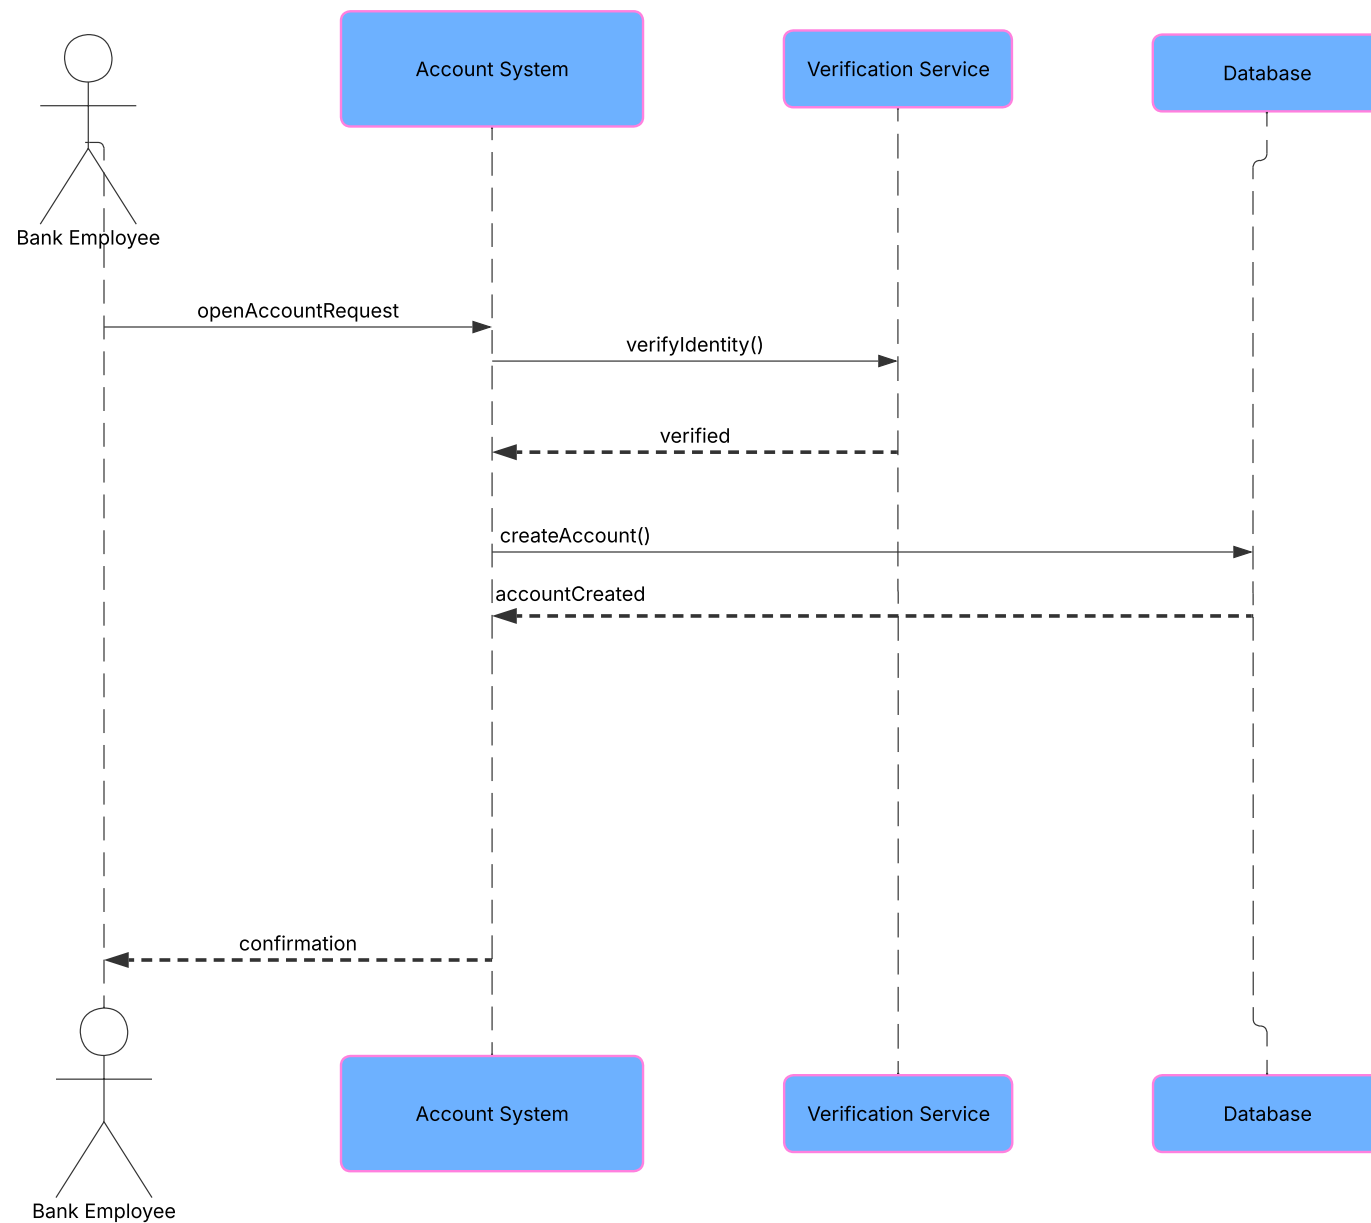 Account System
Verification Service
Database
Bank Employee
openAccountRequest
verifyIdentity()
verified
createAccount()
accountCreated
confirmation
Account System
Verification Service
Database
Bank Employee